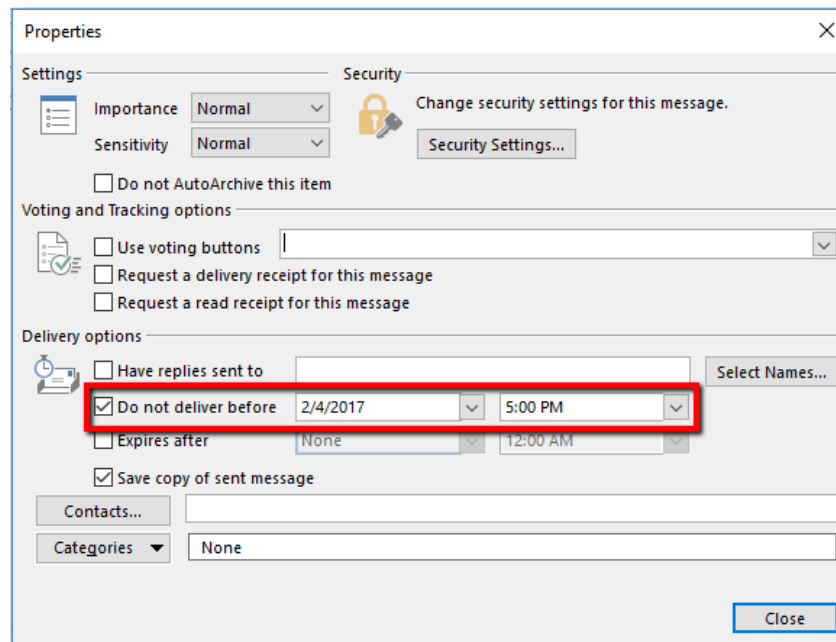 Properties
Settings
Security
Importance Normal
Change security settings for this message.
Sensitivity Normal
Security Settings...
Do not AutoArchive this item
Voting and Tracking options
Use voting buttons
Request a delivery receipt for this message
Request a read receipt for this message
Delivery options
Have replies sent to
Select Names...
Do not deliver before 2/4/2017 5:00 PM
Expires after None 12:00 AM
Save copy of sent message
Contacts...
Categories None
Close